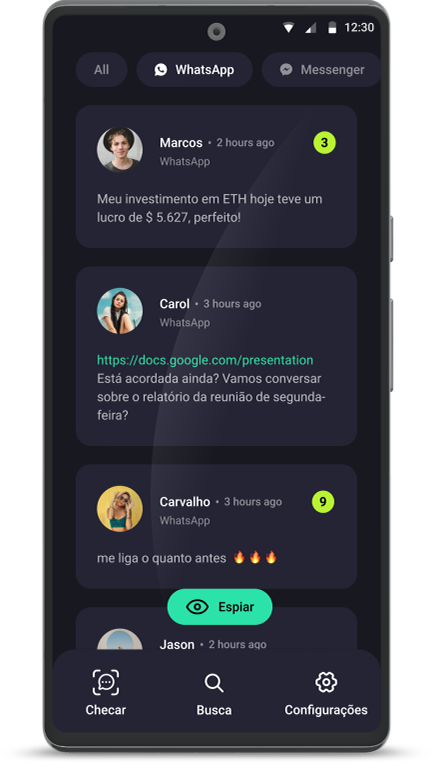 12:30
All
WhatsApp
Messenger
Marcos • 2 hours ago
3
WhatsApp
Meu investimento em ETH hoje teve um
lucro de $ 5.627, perfeito!
Carol • 3 hours ago
WhatsApp
https://docs.google.com/presentation
Está acordada ainda? Vamos conversar
sobre o relatório da reunião de segunda-
feira?
Carvalho • 3 hours ago
9
WhatsApp
me liga o quanto antes 🔥🔥🔥
Espiar
Jason • 2 hours ago
Checar
Busca
Configurações